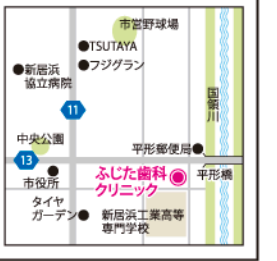 市営野球場
TSUTAYA
フジグラン
新居浜
協立病院
国領川
11
中央公園
13
平形郵便局
市役所
ふじた歯科
クリニック
平形橋
タイヤ
ガーデン
新居浜工業高等
専門学校